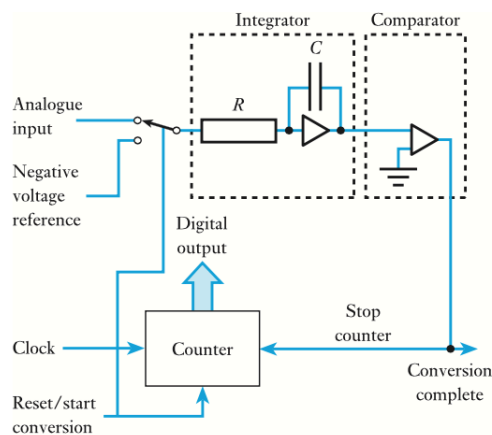 Integrator
Comparator
C
R
Analogue
input
Negative
voltage
reference
Digital
output
Stop
counter
Clock
Counter
Conversion
complete
Reset/start
conversion